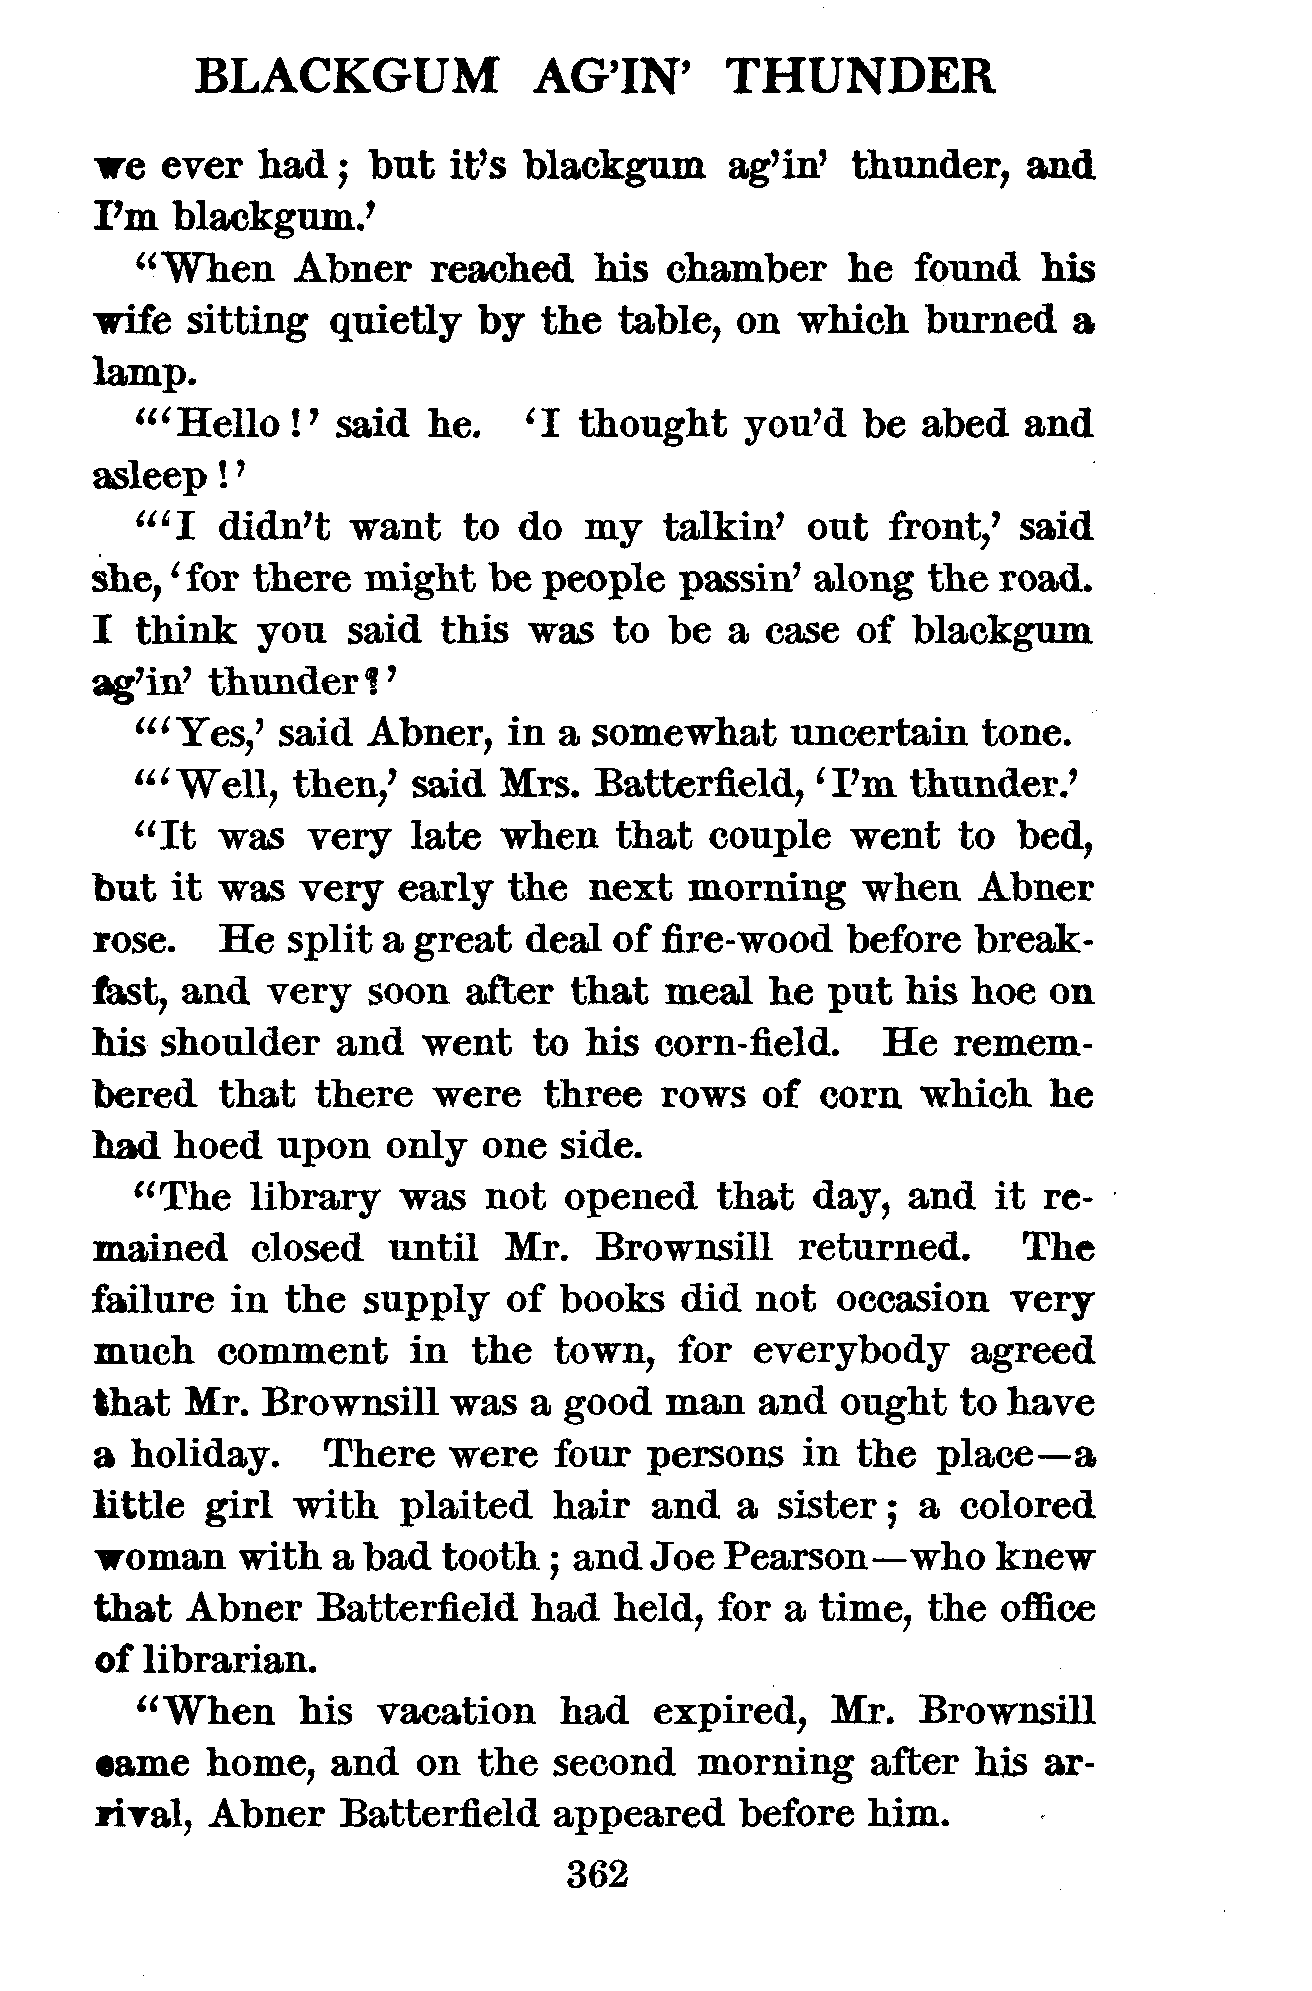 BLACKGUM AG’IN’ THUNDER
we ever had; but it’s blackgum ag’in’ thunder, and
I’m blackgum.’
“When Abner reached his chamber he found his
wife sitting quietly by the table, on which burned a
lamp.
“‘Hello!’ said he. ‘I thought you’d be abed and
asleep!’
“‘I didn’t want to do my talkin’ out front,’ said
she, ‘for there might be people passin’ along the road.
I think you said this was to be a case of blackgum
ag’in’ thunder?’
“‘Yes,’ said Abner, in a somewhat uncertain tone.
“‘Well, then,’ said Mrs. Batterfield, ‘I’m thunder.’
“It was very late when that couple went to bed,
but it was very early the next morning when Abner
rose. He split a great deal of fire-wood before break-
fast, and very soon after that meal he put his hoe on
his shoulder and went to his corn-field. He remem-
bered that there were three rows of corn which he
had hoed upon only one side.
“The library was not opened that day, and it re-
mained closed until Mr. Brownsill returned. The
failure in the supply of books did not occasion very
much comment in the town, for everybody agreed
that Mr. Brownsill was a good man and ought to have
a holiday. There were four persons in the place—a
little girl with plaited hair and a sister; a colored
woman with a bad tooth; and Joe Pearson—who knew
that Abner Batterfield had held, for a time, the office
of librarian.
“When his vacation had expired, Mr. Brownsill
came home, and on the second morning after his ar-
rival, Abner Batterfield appeared before him.
362